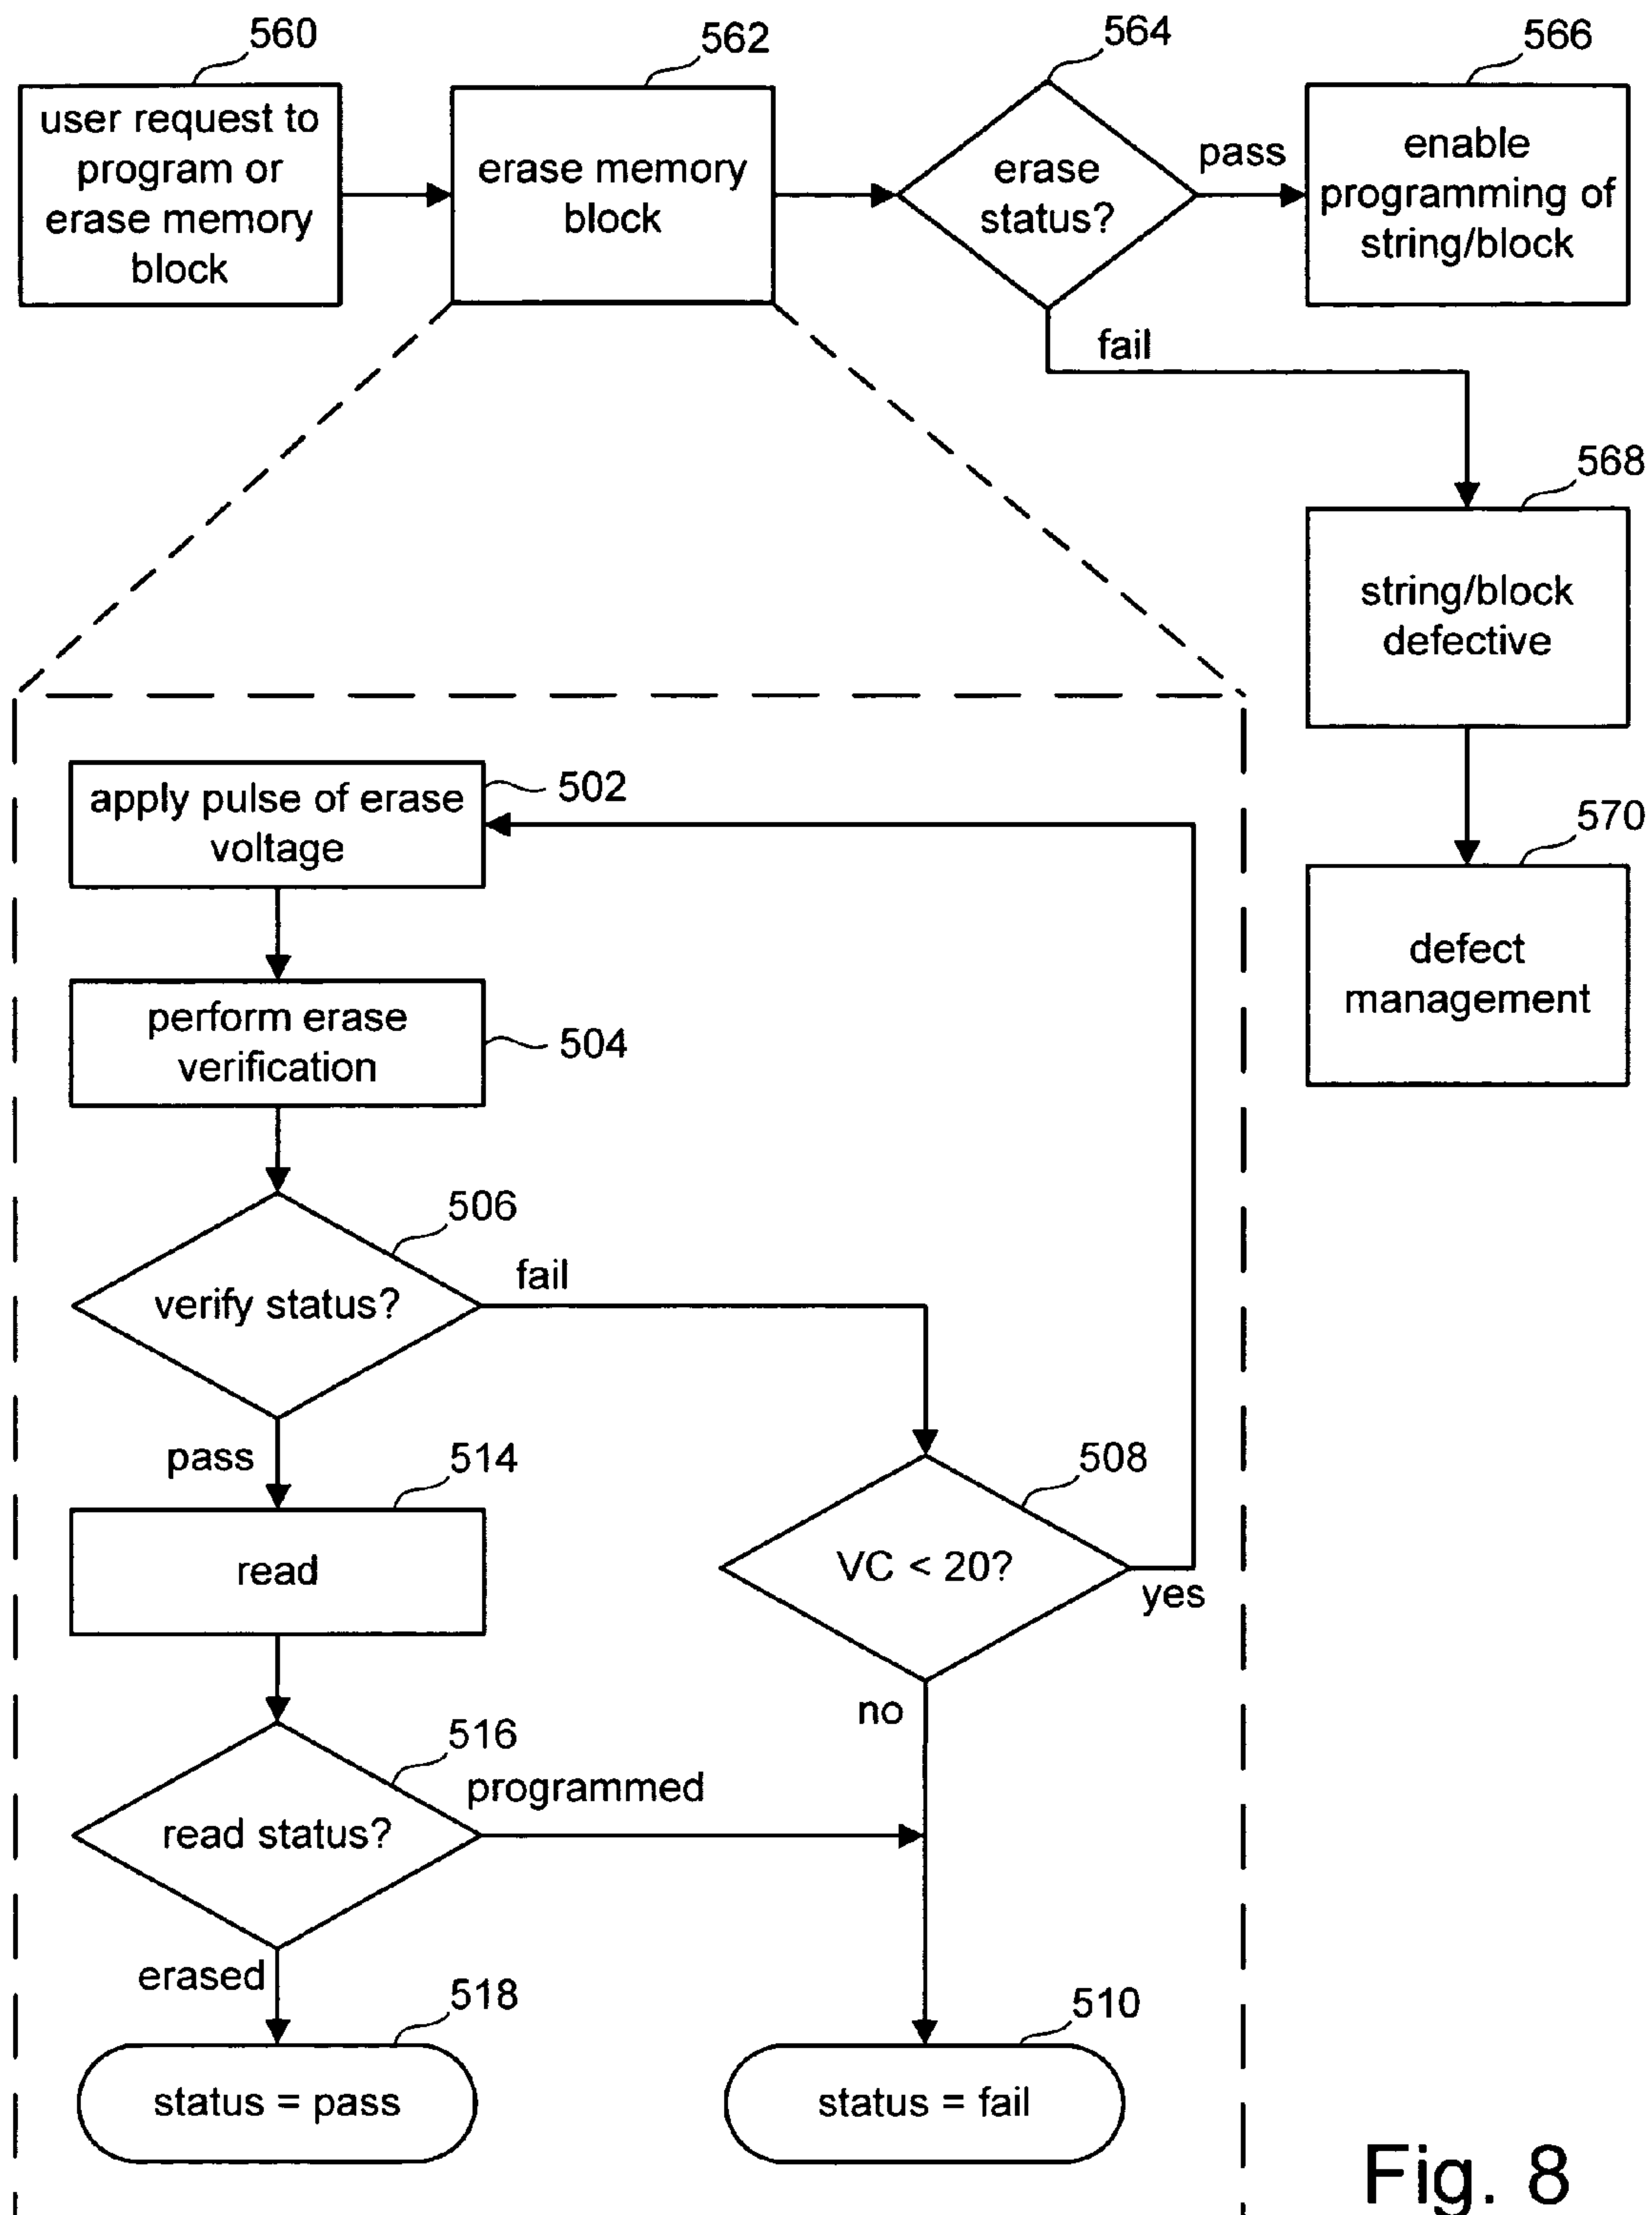 560
562
564
566
user request to
program or
erase memory
block
erase memory
block
erase
status?
pass
enable
programming of
string/block
fail
568
string/block
defective
570
defect
management
apply pulse of erase
voltage
502
perform erase
verification
504
506
verify status?
fail
pass
514
508
read
VC < 20?
yes
no
516
programmed
read status?
erased
518
510
status = pass
status = fail
Fig. 8